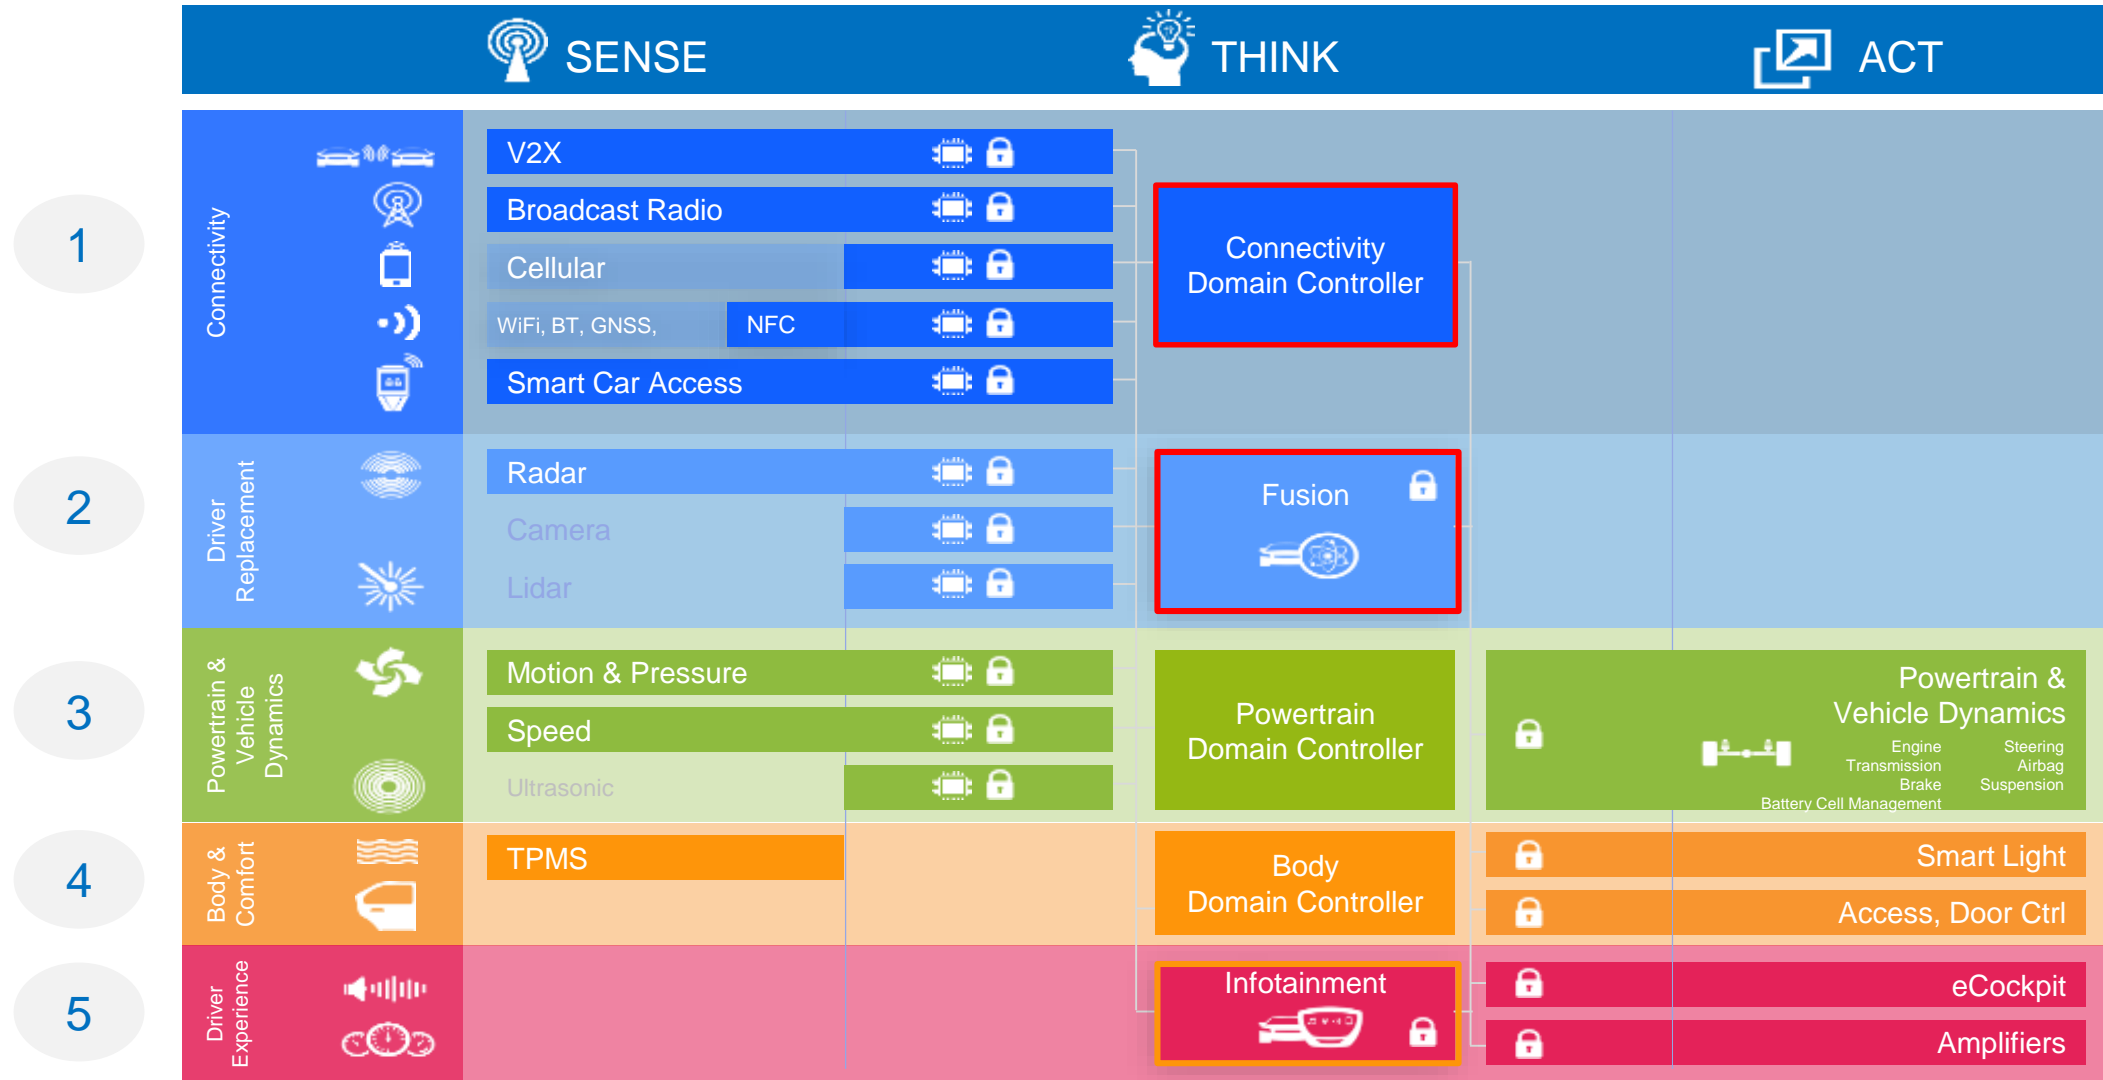 SENSE
THINK
ACT
1
Connectivity
V2X
Broadcast Radio
Cellular
WiFi, BT, GNSS,
NFC
Smart Car Access
Connectivity
Domain Controller
2
Driver
Replacement
Radar
Camera
Lidar
Fusion
3
Powertrain &
Vehicle
Dynamics
Motion & Pressure
Speed
Ultrasonic
Powertrain
Domain Controller
Powertrain &
Vehicle Dynamics
Engine
Steering
Transmission
Airbag
Brake
Suspension
Battery Cell Management
4
Body &
Comfort
TPMS
Body
Domain Controller
Smart Light
Access, Door Ctrl
5
Driver
Experience
Infotainment
eCockpit
Amplifiers